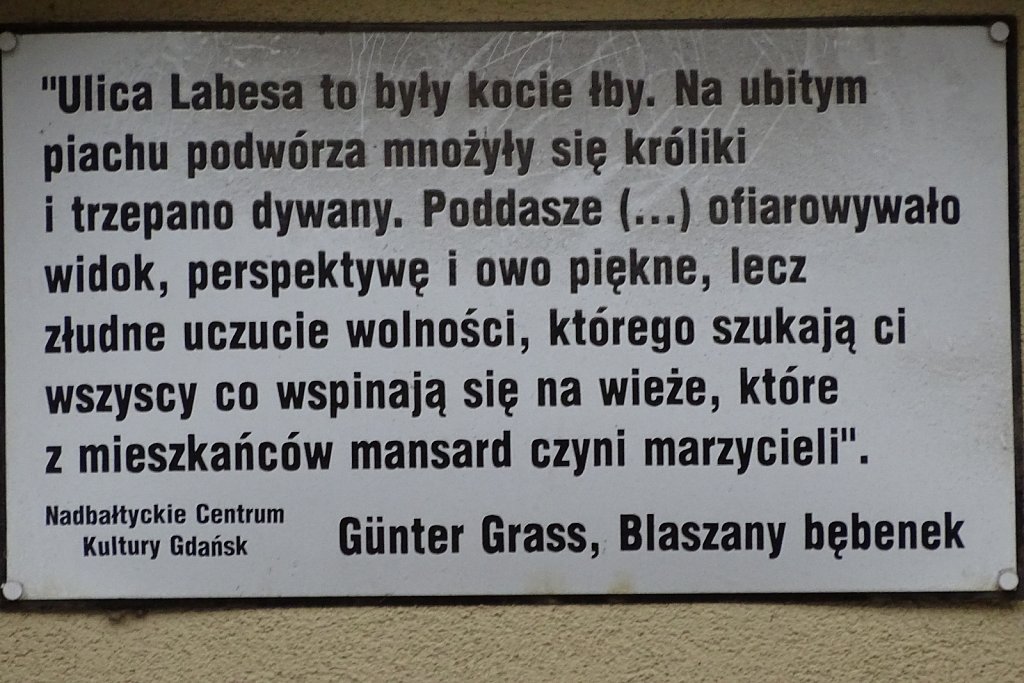 "Ulica Labesa to były kocie łby. Na ubitym
piachu podwórza mnożyły się króliki
i trzepano dywany. Poddasze (...) ofiarowywało
widok, perspektywę i owo piękne, lecz
złudne uczucie wolności, którego szukają ci
wszyscy co wspinają się na wieże, które
z mieszkańców mansard czyni marzycieli".
Nadbałtyckie Centrum
Kultury Gdańsk
Günter Grass, Blaszany bębenek